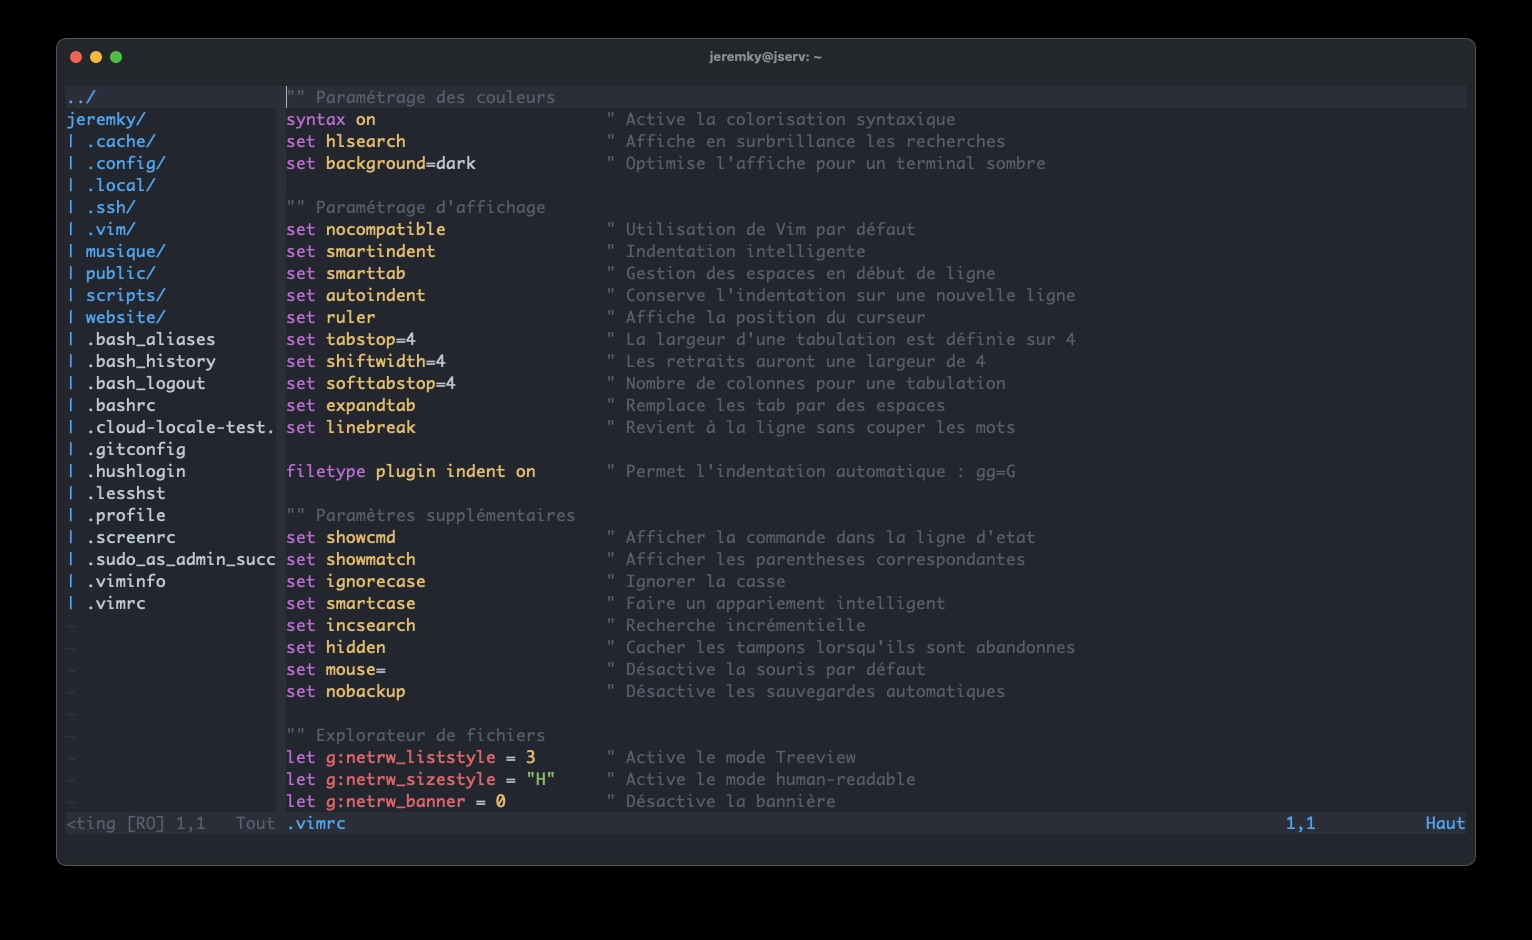 jeremky@jserv: ~
../
jeremky/
| .cache/
| .config/
| .local/
| .ssh/
| .vim/
| musique/
| public/
| scripts/
| website/
| .bash_aliases
| .bash_history
| .bash_logout
| .bashrc
| .cloud-locale-test.
| .gitconfig
| .hushlogin
| .lesshst
| .profile
| .screenrc
| .sudo_as_admin_succ
| .viminfo
| .vimrc
~
~
~
~
~
~
~
~
~
<ting [RO] 1,1   Tout
"" Paramétrage des couleurs
syntax on                       " Active la colorisation syntaxique
set hlsearch                    " Affiche en surbrillance les recherches
set background=dark             " Optimise l'affiche pour un terminal sombre

"" Paramétrage d'affichage
set nocompatible                " Utilisation de Vim par défaut
set smartindent                 " Indentation intelligente
set smarttab                    " Gestion des espaces en début de ligne
set autoindent                  " Conserve l'indentation sur une nouvelle ligne
set ruler                       " Affiche la position du curseur
set tabstop=4                   " La largeur d'une tabulation est définie sur 4
set shiftwidth=4                " Les retraits auront une largeur de 4
set softtabstop=4               " Nombre de colonnes pour une tabulation
set expandtab                   " Remplace les tab par des espaces
set linebreak                   " Revient à la ligne sans couper les mots

filetype plugin indent on       " Permet l'indentation automatique : gg=G

"" Paramètres supplémentaires
set showcmd                     " Afficher la commande dans la ligne d'etat
set showmatch                   " Afficher les parentheses correspondantes
set ignorecase                  " Ignorer la casse
set smartcase                   " Faire un appariement intelligent
set incsearch                   " Recherche incrémentielle
set hidden                      " Cacher les tampons lorsqu'ils sont abandonnes
set mouse=                      " Désactive la souris par défaut
set nobackup                    " Désactive les sauvegardes automatiques

"" Explorateur de fichiers
let g:netrw_liststyle = 3       " Active le mode Treeview
let g:netrw_sizestyle = "H"     " Active le mode human-readable
let g:netrw_banner = 0          " Désactive la bannière
.vimrc                          1,1           Haut